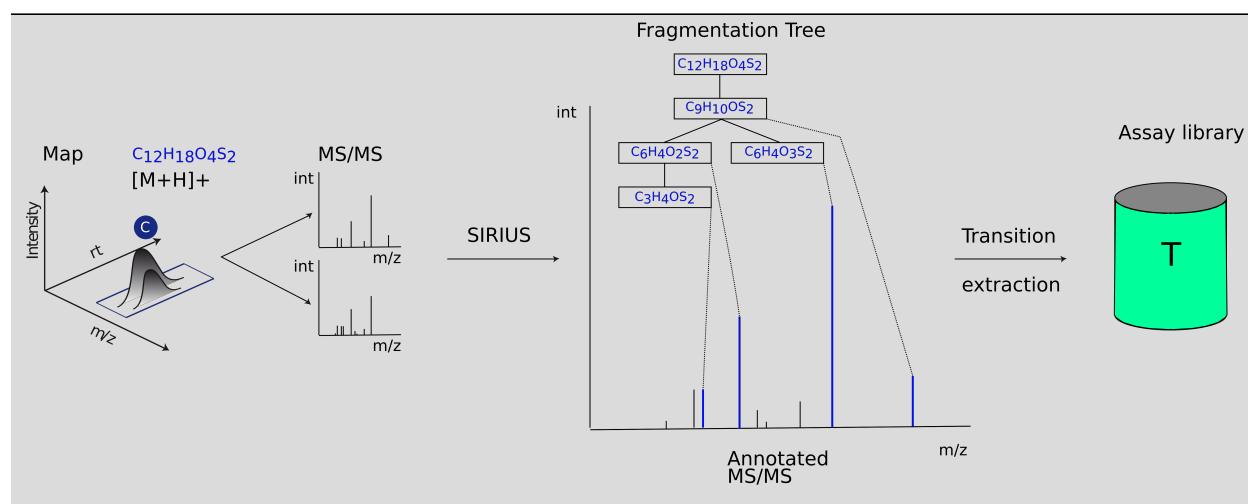 Map
C12H18O4S2
[M+H]+
Intensity
rt
C
m/z
MS/MS
int
m/z
int
m/z
SIRIUS
Fragmentation Tree
C12H18O4S2
C9H10OS2
C6H4O2S2
C6H4O3S2
C3H4OS2
int
m/z
Annotated
MS/MS
Transition
extraction
Assay library
T